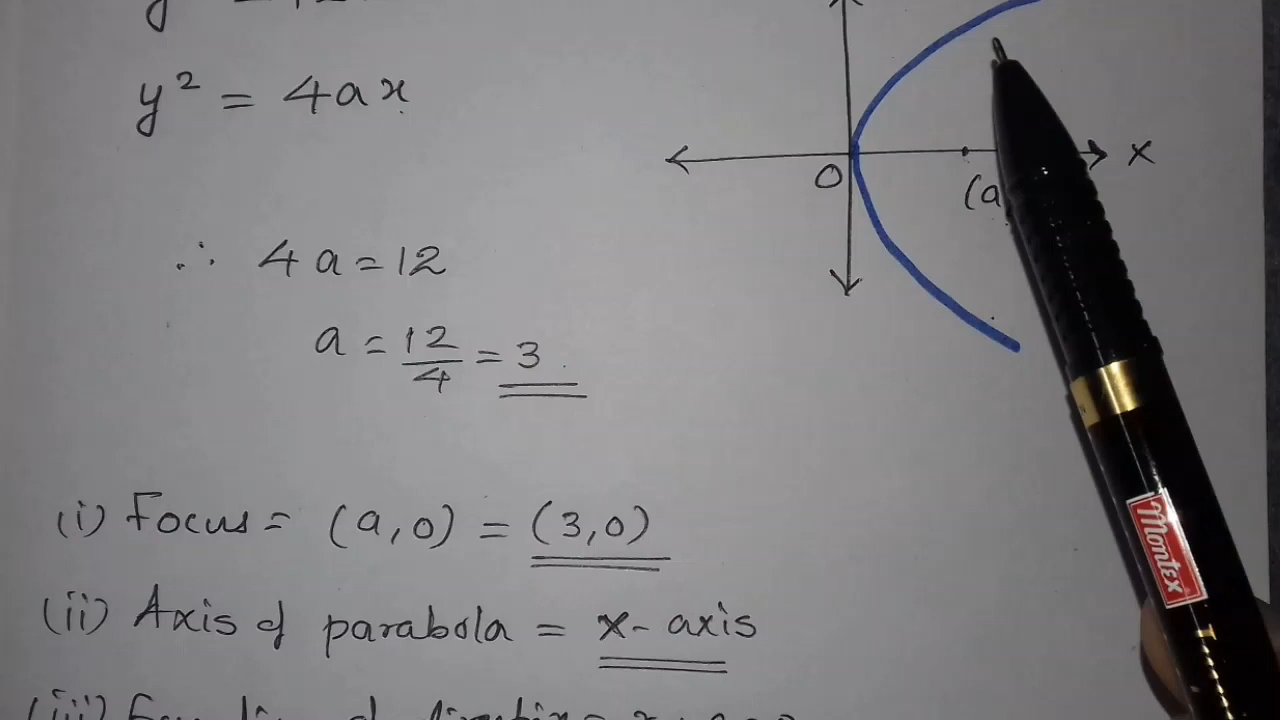 y² = 4ax
∴ 4a = 12
a = 12/4 = 3
(i) Focus = (a,0) = (3,0)
(ii) Axis of parabola = x-axis
O
(a
X
Montex